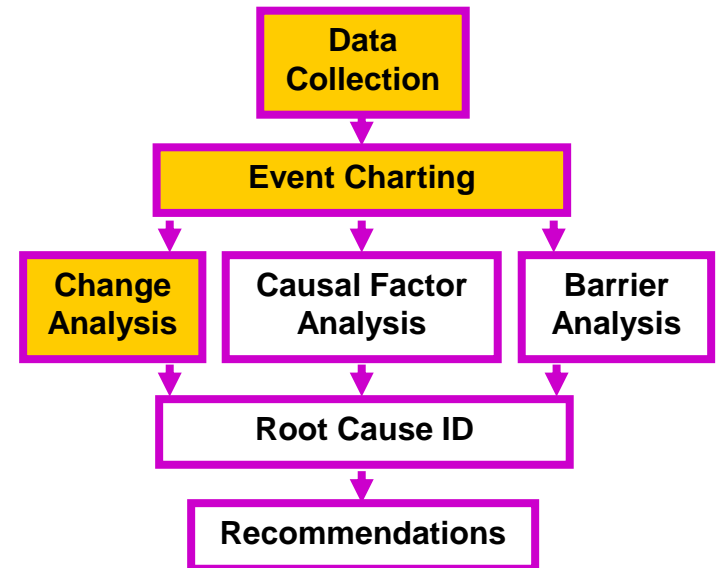 Data
Collection
Event Charting
Change
Analysis
Causal Factor
Analysis
Barrier
Analysis
Root Cause ID
Recommendations